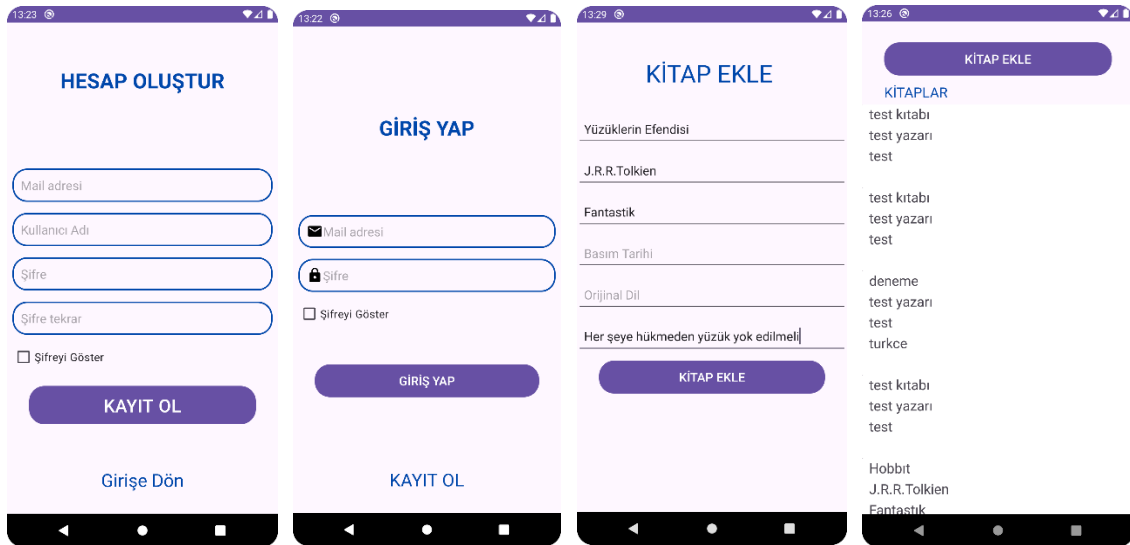 13:23
HESAP OLUŞTUR
Mail adresi
Kullanıcı Adı
Şifre
Şifre tekrar
Şifreyi Göster
KAYIT OL
Girişe Dön
13:22
GİRİŞ YAP
Mail adresi
Şifre
Şifreyi Göster
GİRİŞ YAP
KAYIT OL
13:29
KİTAP EKLE
Yüzüklerin Efendisi
J.R.R.Tolkien
Fantastik
Basım Tarihi
Orijinal Dil
Her şeye hükmeden yüzük yok edilmeli
KİTAP EKLE
13:26
KİTAP EKLE
KİTAPLAR
test kıtabı
test yazarı
test
test kıtabı
test yazarı
test
deneme
test yazarı
test
turkce
test kıtabı
test yazarı
test
Hobbıt
J.R.R.Tolkien
Fantastık